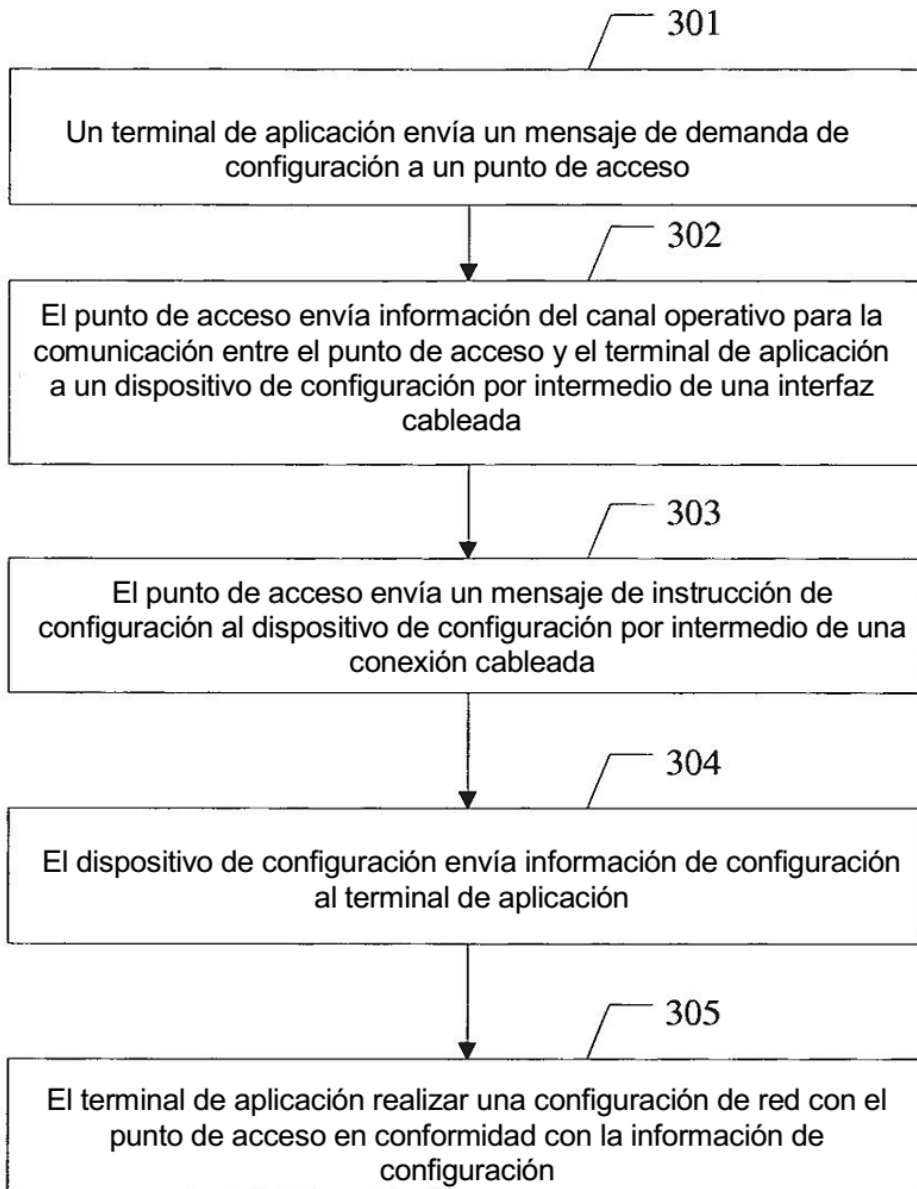 301
Un terminal de aplicación envía un mensaje de demanda de
configuración a un punto de acceso
302
El punto de acceso envía información del canal operativo para la
comunicación entre el punto de acceso y el terminal de aplicación
a un dispositivo de configuración por intermedio de una interfaz
cableada
303
El punto de acceso envía un mensaje de instrucción de
configuración al dispositivo de configuración por intermedio de una
conexión cableada
304
El dispositivo de configuración envía información de configuración
al terminal de aplicación
305
El terminal de aplicación realizar una configuración de red con el
punto de acceso en conformidad con la información de
configuración